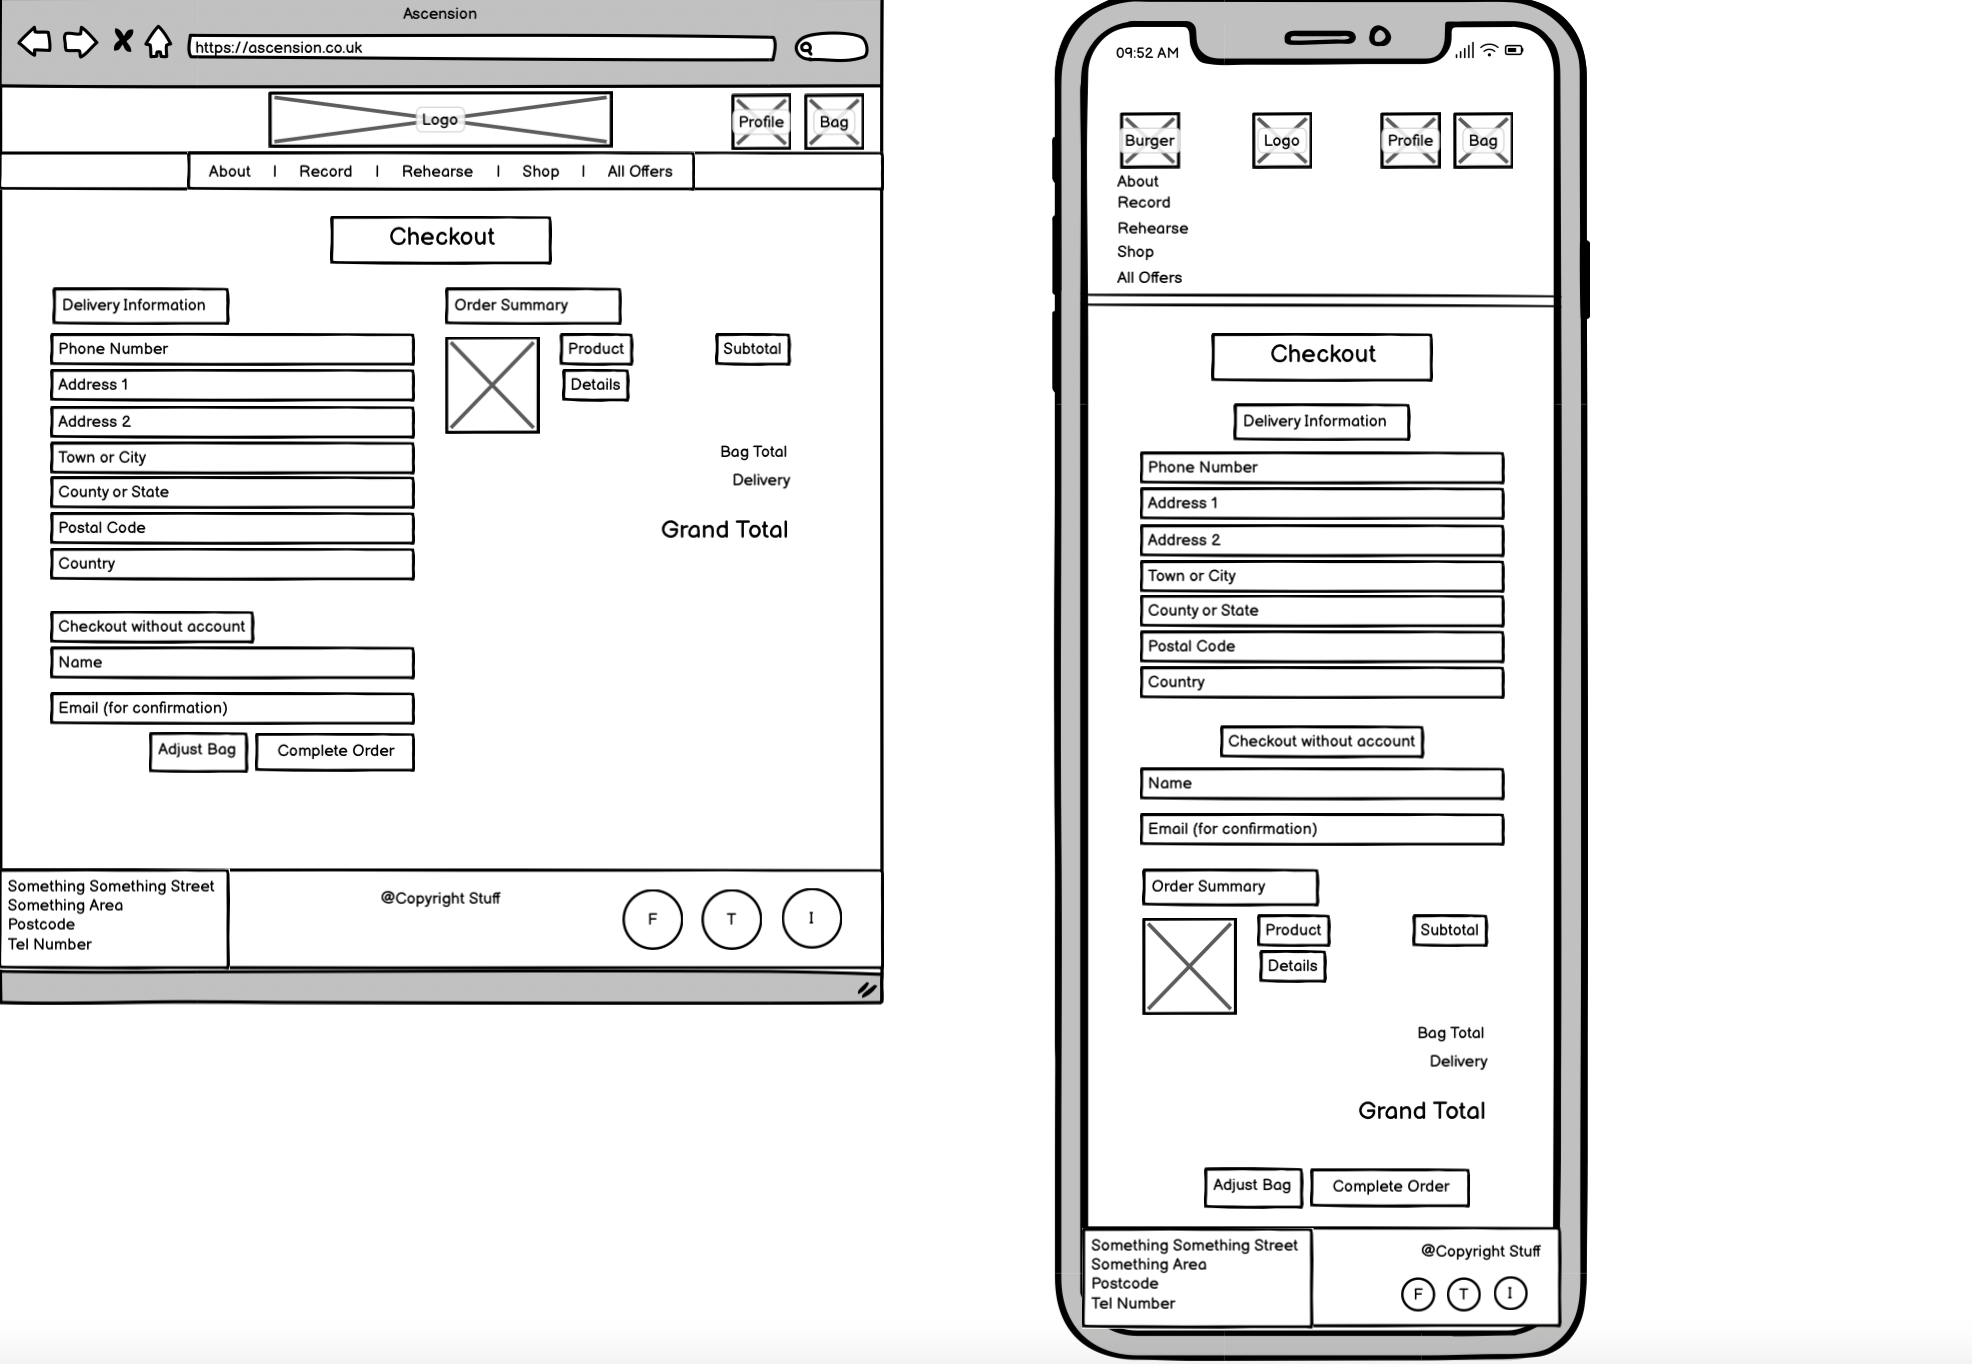 Ascension
https://ascension.co.uk
Logo
Profile
Bag
About | Record | Rehearse | Shop | All Offers
Checkout
Delivery Information
Phone Number
Address 1
Address 2
Town or City
County or State
Postal Code
Country
Checkout without account
Name
Email (for confirmation)
Adjust Bag
Complete Order
Order Summary
Product
Subtotal
Details
Bag Total
Delivery
Grand Total
Something Something Street
Something Area
Postcode
Tel Number
@Copyright Stuff
F
T
I
09:52 AM
Burger
Logo
Profile
Bag
About
Record
Rehearse
Shop
All Offers
Checkout
Delivery Information
Phone Number
Address 1
Address 2
Town or City
County or State
Postal Code
Country
Checkout without account
Name
Email (for confirmation)
Order Summary
Product
Subtotal
Details
Bag Total
Delivery
Grand Total
Adjust Bag
Complete Order
Something Something Street
Something Area
Postcode
Tel Number
@Copyright Stuff
F
T
I